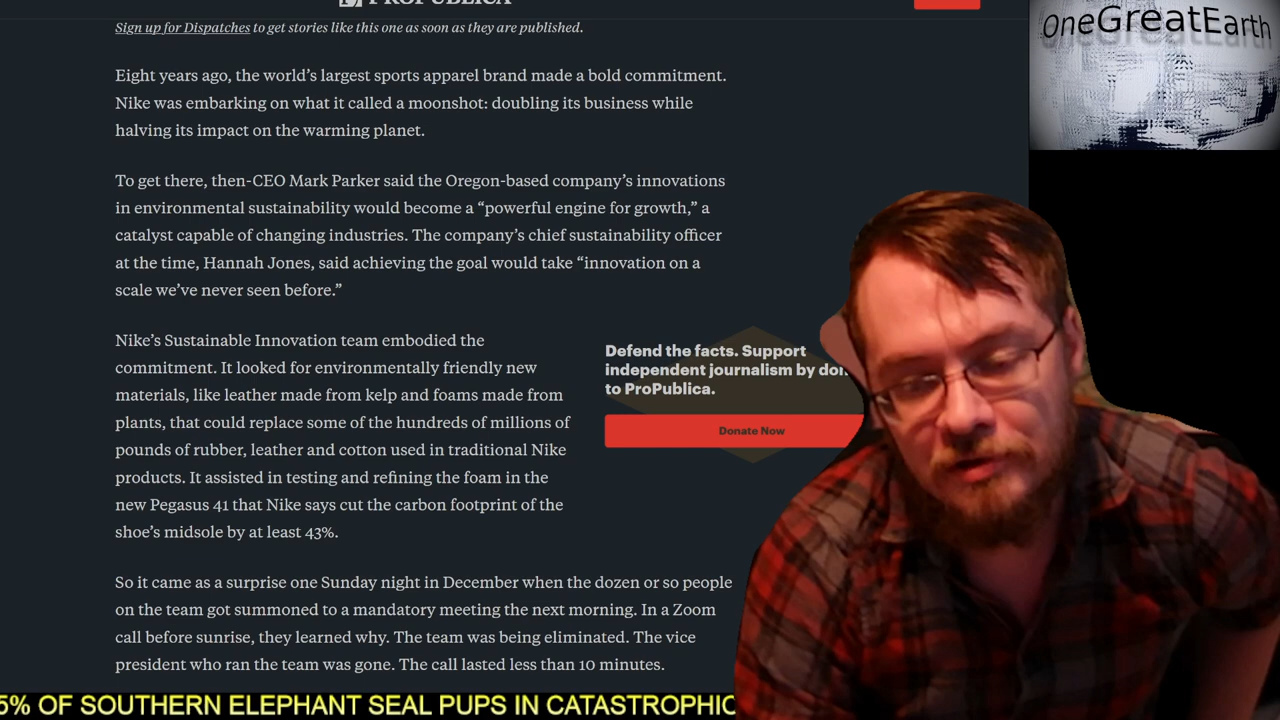 PROPUBLICA
OneGreatEarth
Sign up for Dispatches to get stories like this one as soon as they are published.
Eight years ago, the world’s largest sports apparel brand made a bold commitment.
Nike was embarking on what it called a moonshot: doubling its business while
halving its impact on the warming planet.
To get there, then-CEO Mark Parker said the Oregon-based company’s innovations
in environmental sustainability would become a “powerful engine for growth,” a
catalyst capable of changing industries. The company’s chief sustainability officer
at the time, Hannah Jones, said achieving the goal would take “innovation on a
scale we’ve never seen before.”
Nike’s Sustainable Innovation team embodied the
commitment. It looked for environmentally friendly new
materials, like leather made from kelp and foams made from
plants, that could replace some of the hundreds of millions of
pounds of rubber, leather and cotton used in traditional Nike
products. It assisted in testing and refining the foam in the
new Pegasus 41 that Nike says cut the carbon footprint of the
shoe’s midsole by at least 43%.
Defend the facts. Support
independent journalism by
to ProPublica.
Donate Now
So it came as a surprise one Sunday night in December when the dozen or so people
on the team got summoned to a mandatory meeting the next morning. In a Zoom
call before sunrise, they learned why. The team was being eliminated. The vice
president who ran the team was gone. The call lasted less than 10 minutes.
5% OF SOUTHERN ELEPHANT SEAL PUPS IN CATASTROPHIC